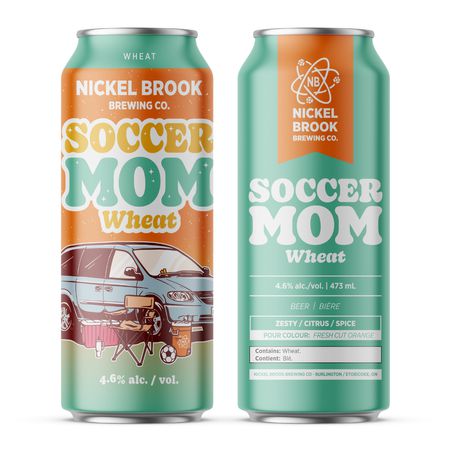 WHEAT
NICKEL BROOK
BREWING CO.
SOCCER
MOM
Wheat
4.6% alc. / vol.
NB
NICKEL
BROOK
BREWING CO.
SOCCER
MOM
Wheat
4.6% alc./vol. | 473 mL
BEER | BIÈRE
ZESTY / CITRUS / SPICE
POUR COLOUR: FRESH CUT ORANGE
Contains: Wheat.
Contient: Blé.
NICKEL BROOK BREWING CO - BURLINGTON / ETOBICOKE, ON